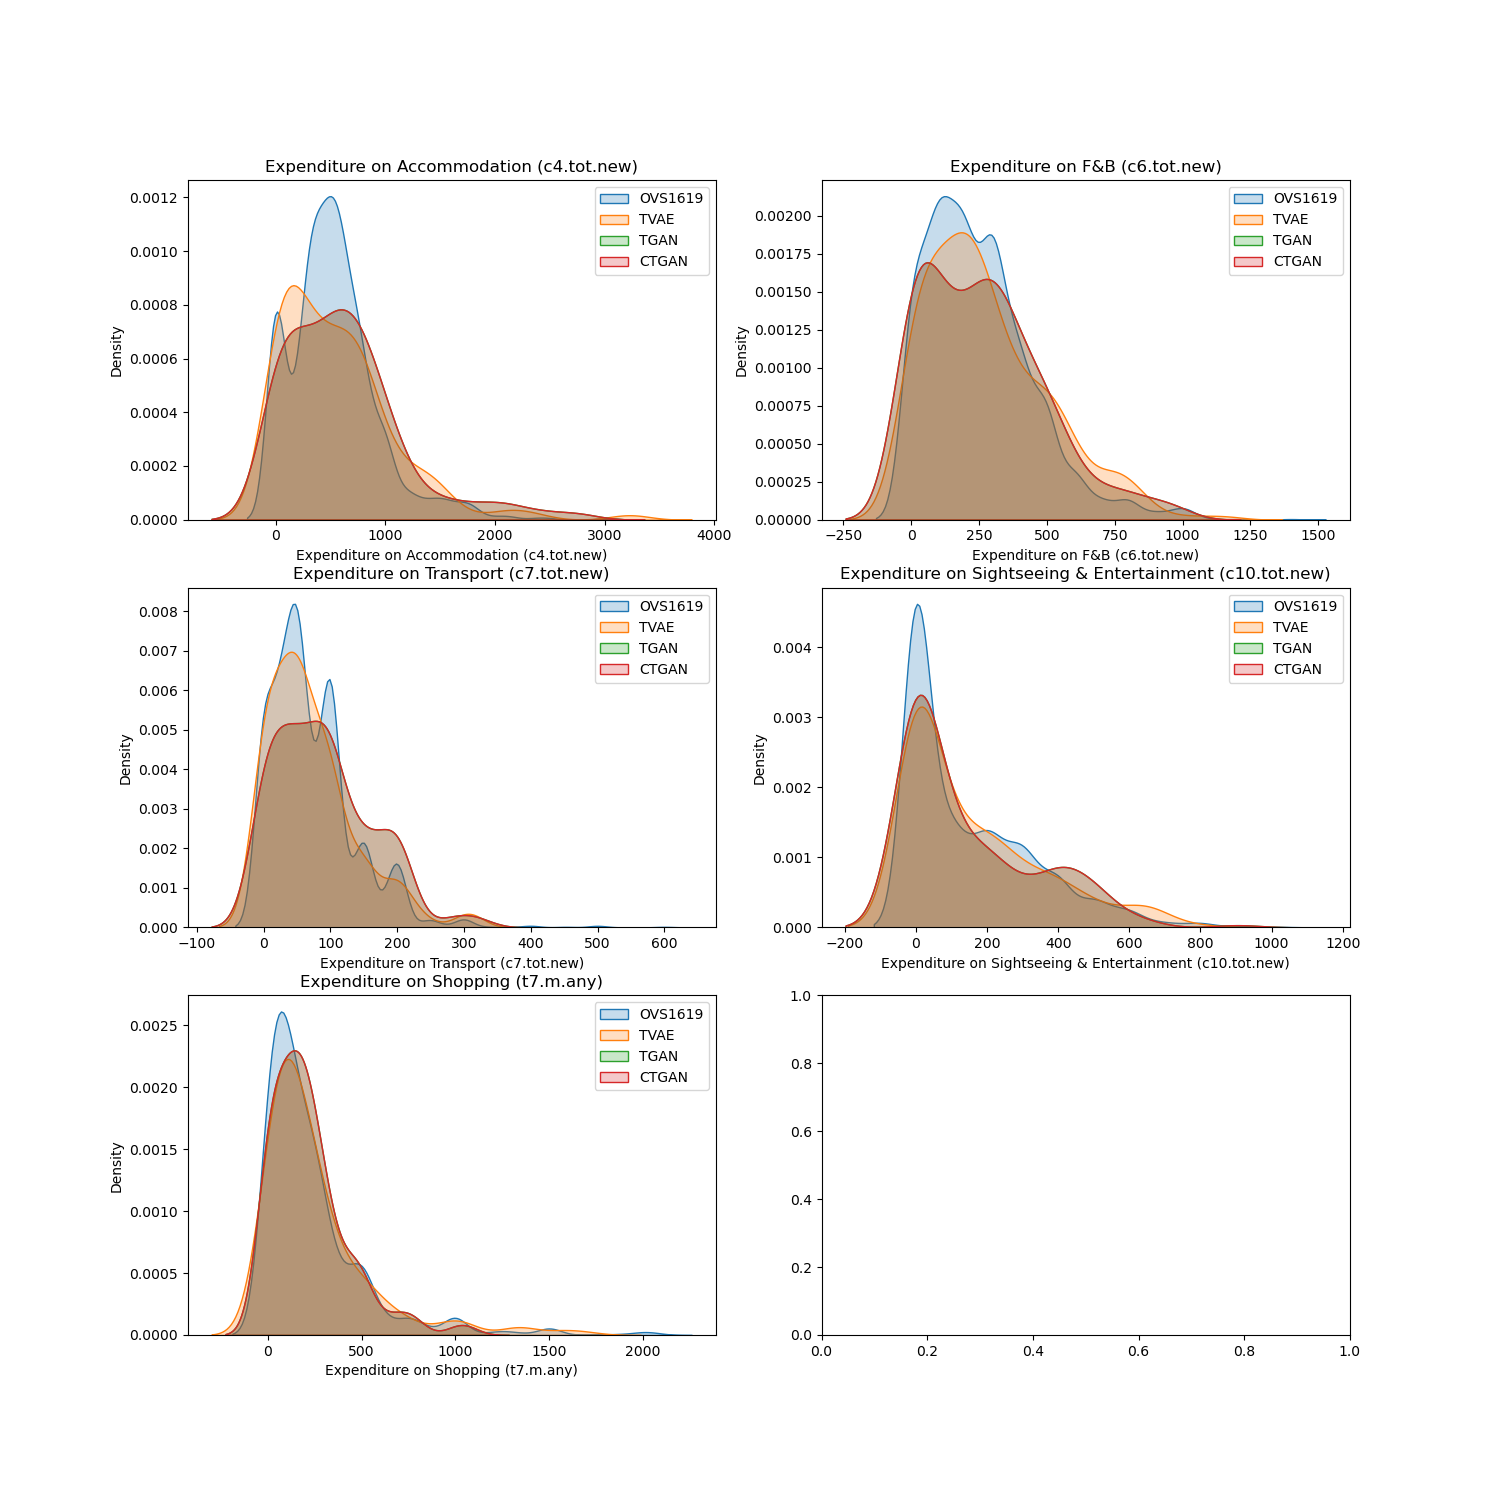 Expenditure on Accommodation (c4.tot.new)
0.0012
0.0010
0.0008
0.0006
0.0004
0.0002
0.0000
Density
OVS1619
TVAE
TGAN
CTGAN
0 1000 2000 3000 4000
Expenditure on Accommodation (c4.tot.new)
Expenditure on F&B (c6.tot.new)
0.00200
0.00175
0.00150
0.00125
0.00100
0.00075
0.00050
0.00025
0.00000
Density
OVS1619
TVAE
TGAN
CTGAN
−250 0 250 500 750 1000 1250 1500
Expenditure on F&B (c6.tot.new)
Expenditure on Transport (c7.tot.new)
0.008
0.007
0.006
0.005
0.004
0.003
0.002
0.001
0.000
Density
OVS1619
TVAE
TGAN
CTGAN
−100 0 100 200 300 400 500 600
Expenditure on Transport (c7.tot.new)
Expenditure on Sightseeing & Entertainment (c10.tot.new)
0.004
0.003
0.002
0.001
0.000
Density
OVS1619
TVAE
TGAN
CTGAN
−200 0 200 400 600 800 1000 1200
Expenditure on Sightseeing & Entertainment (c10.tot.new)
Expenditure on Shopping (t7.m.any)
0.0025
0.0020
0.0015
0.0010
0.0005
0.0000
Density
OVS1619
TVAE
TGAN
CTGAN
0 500 1000 1500 2000
Expenditure on Shopping (t7.m.any)
1.0
0.8
0.6
0.4
0.2
0.0
0.0 0.2 0.4 0.6 0.8 1.0